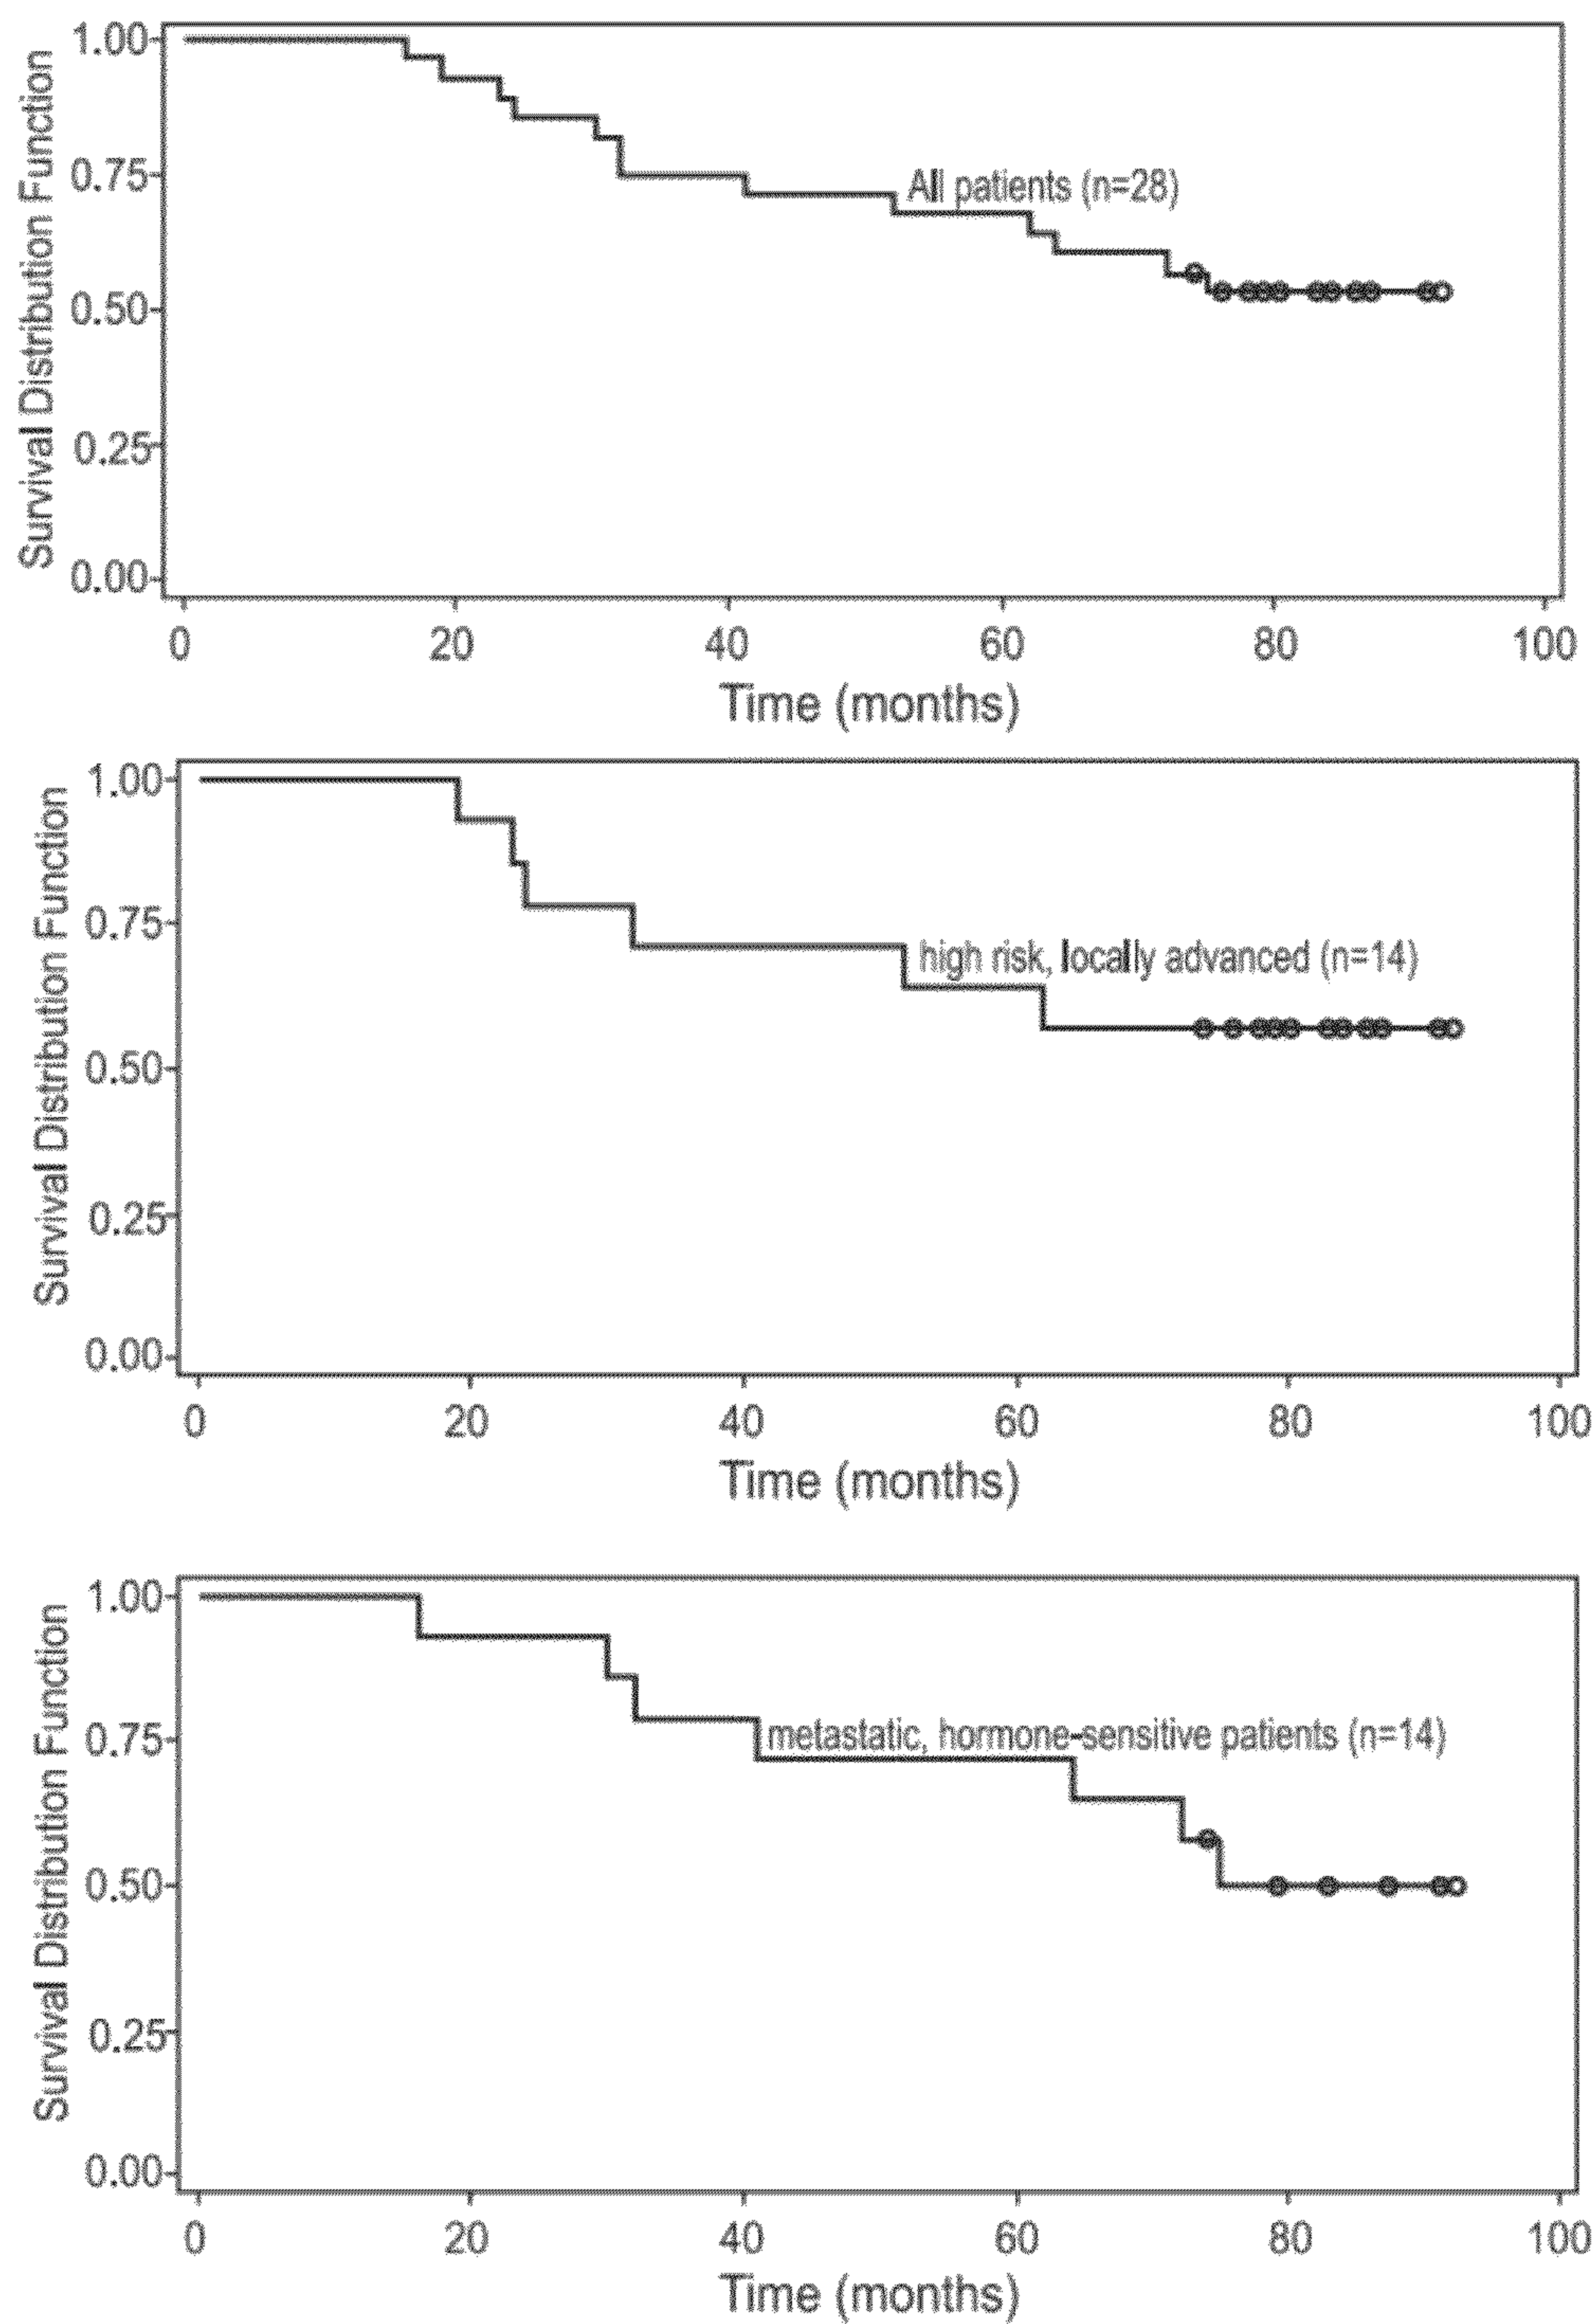 Survival Distribution Function
1.00
0.75
0.50
0.25
0.00
All patients (n=28)
0 20 40 60 80 100
Time (months)
Survival Distribution Function
1.00
0.75
0.50
0.25
0.00
high risk, locally advanced (n=14)
0 20 40 60 80 100
Time (months)
Survival Distribution Function
1.00
0.75
0.50
0.25
0.00
metastatic, hormone-sensitive patients (n=14)
0 20 40 60 80 100
Time (months)